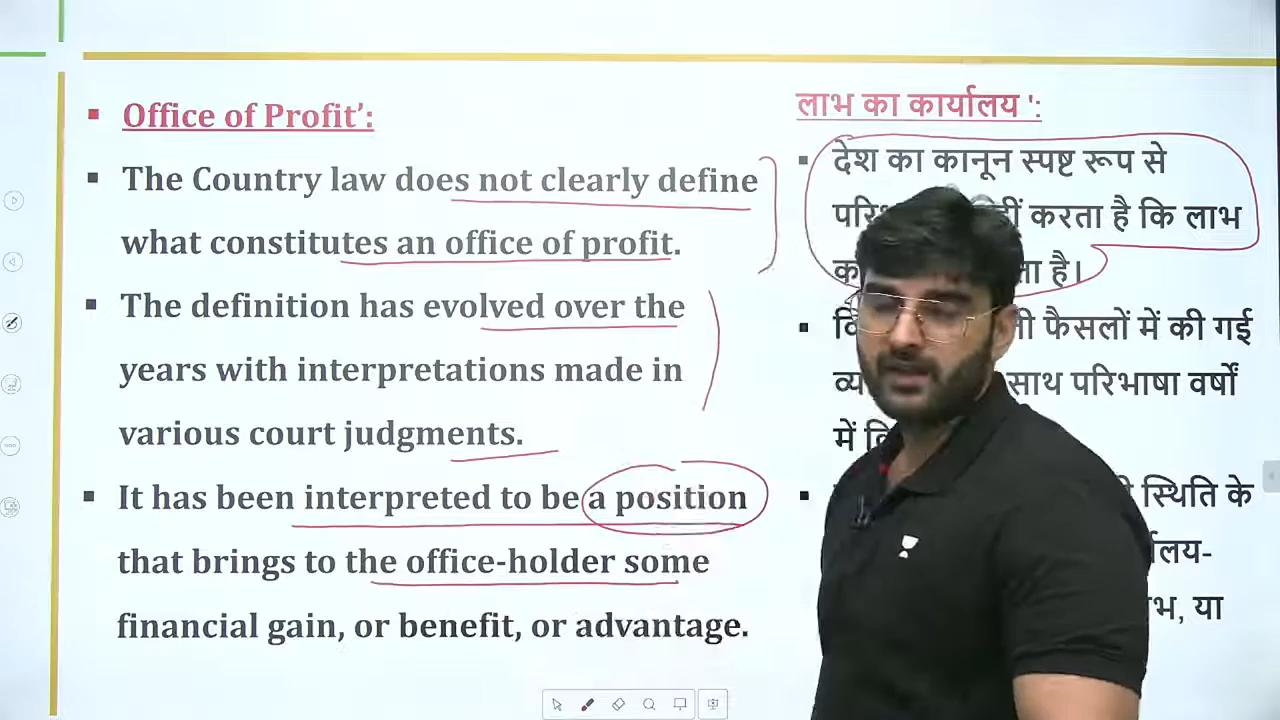 Office of Profit’:
The Country law does not clearly define
what constitutes an office of profit.
The definition has evolved over the
years with interpretations made in
various court judgments.
It has been interpreted to be a position
that brings to the office-holder some
financial gain, or benefit, or advantage.
लाभ का कार्यालय ':
देश का कानून स्पष्ट रूप से
करता है कि लाभ
है।
फैसलों में की गई
साथ परिभाषा वर्षों
में
स्थिति के
या